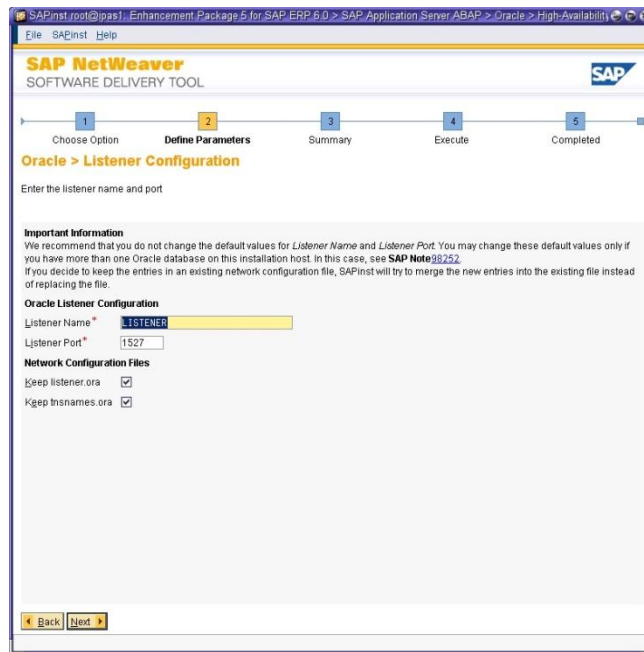 SAPinst root@ipas1: Enhancement Package 5 for SAP ERP 6.0 > SAP Application Server ABAP > Oracle > High-Availability
File SAPinst Help
SAP NetWeaver
SOFTWARE DELIVERY TOOL
SAP
1 2 3 4 5
Choose Option Define Parameters Summary Execute Completed
Oracle > Listener Configuration
Enter the listener name and port
Important Information
We recommend that you do not change the default values for Listener Name and Listener Port. You may change these default values only if
you have more than one Oracle database on this installation host. In this case, see SAP Note 98252.
If you decide to keep the entries in an existing network configuration file, SAPinst will try to merge the new entries into the existing file instead
of replacing the file.
Oracle Listener Configuration
Listener Name * LISTENER
Listener Port * 1527
Network Configuration Files
Keep listener.ora
Keep tnsnames.ora
Back Next